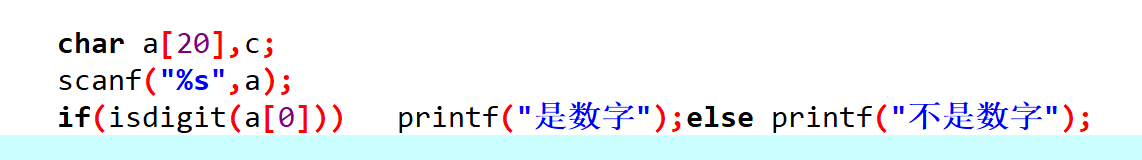 char a[20],c;
scanf("%s",a);
if(isdigit(a[0]))   printf("是数字");else printf("不是数字");